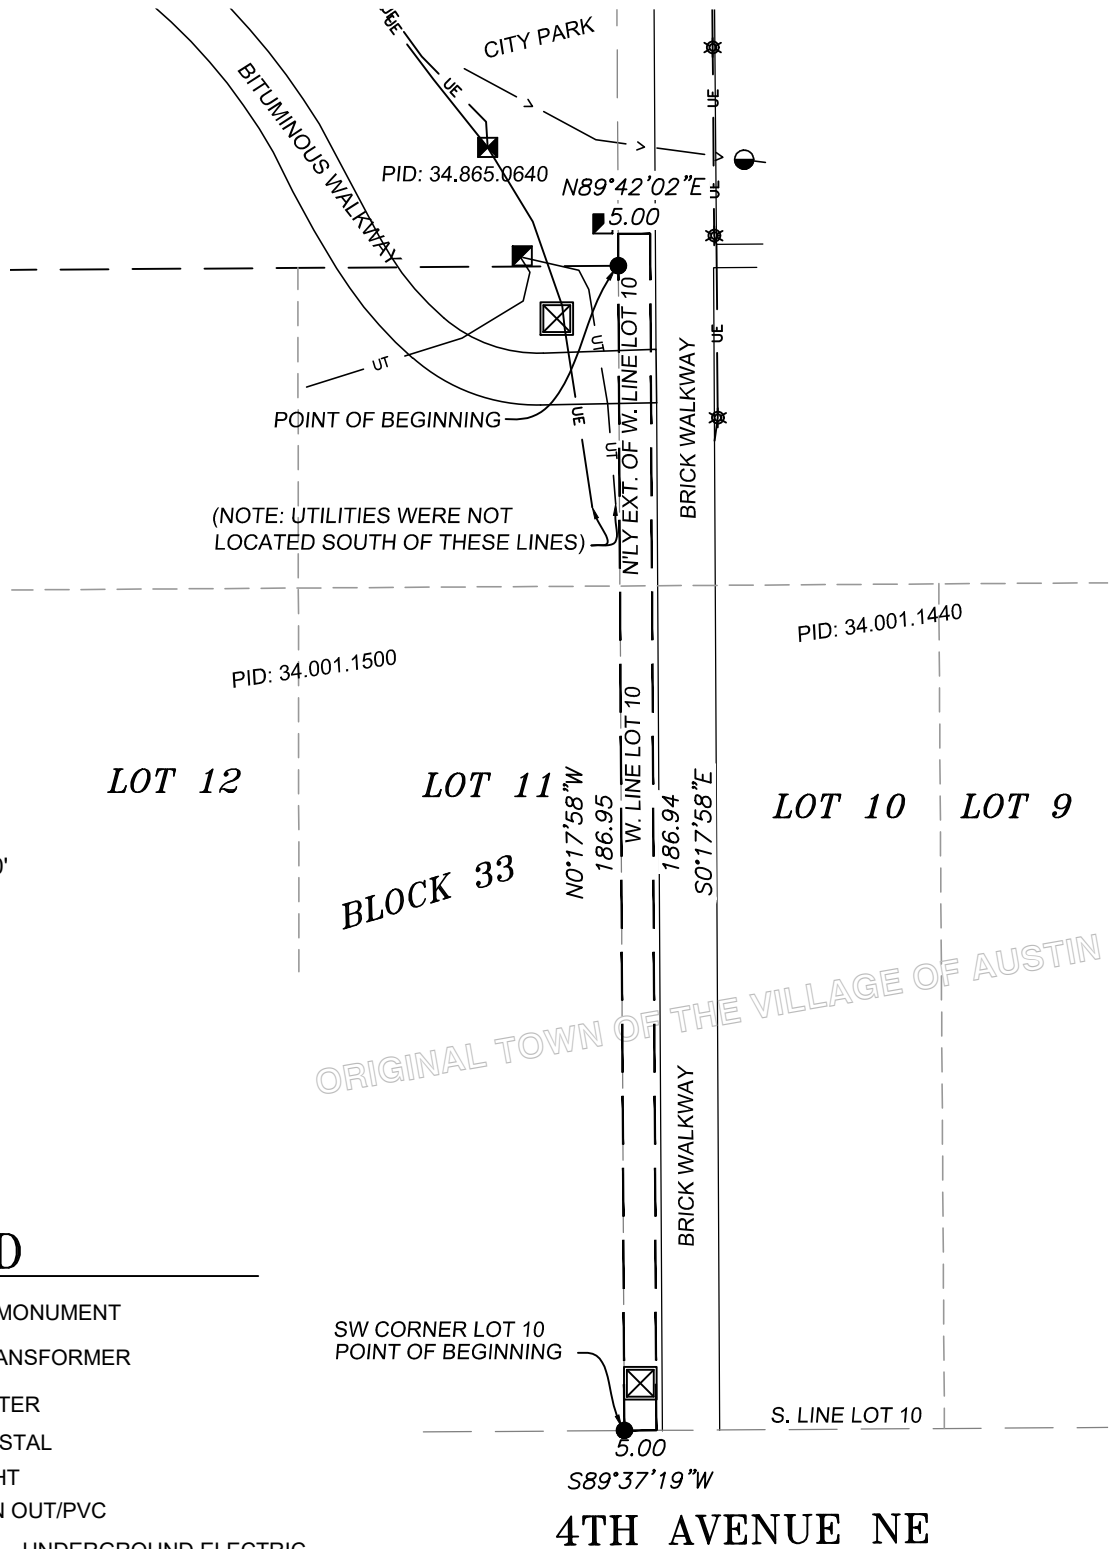 CITY PARK
UE
UE
UE
UE
BITUMINOUS WALKWAY
PID: 34.865.0640
N89°42'02"E
UE
5.00
UT
UT
UE
UE
UT
N'LY EXT. OF W. LINE LOT 10
BRICK WALKWAY
POINT OF BEGINNING
(NOTE: UTILITIES WERE NOT
LOCATED SOUTH OF THESE LINES)
PID: 34.001.1500
PID: 34.001.1440
LOT 12
LOT 11
N0°17'58"W
186.95
W. LINE LOT 10
186.94
S0°17'58"E
LOT 10
LOT 9
0'
BLOCK 33
ORIGINAL TOWN OF THE VILLAGE OF AUSTIN
BRICK WALKWAY
D
MONUMENT
ANSFORMER
TER
STAL
HT
N OUT/PVC
UNDERGROUND ELECTRIC
SW CORNER LOT 10
POINT OF BEGINNING
S. LINE LOT 10
5.00
S89°37'19"W
4TH AVENUE NE